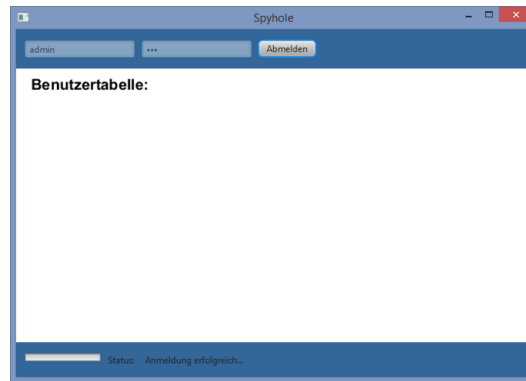 Spyhole
admin ••• Abmelden
Benutzertabelle:
Status: Anmeldung erfolgreich...